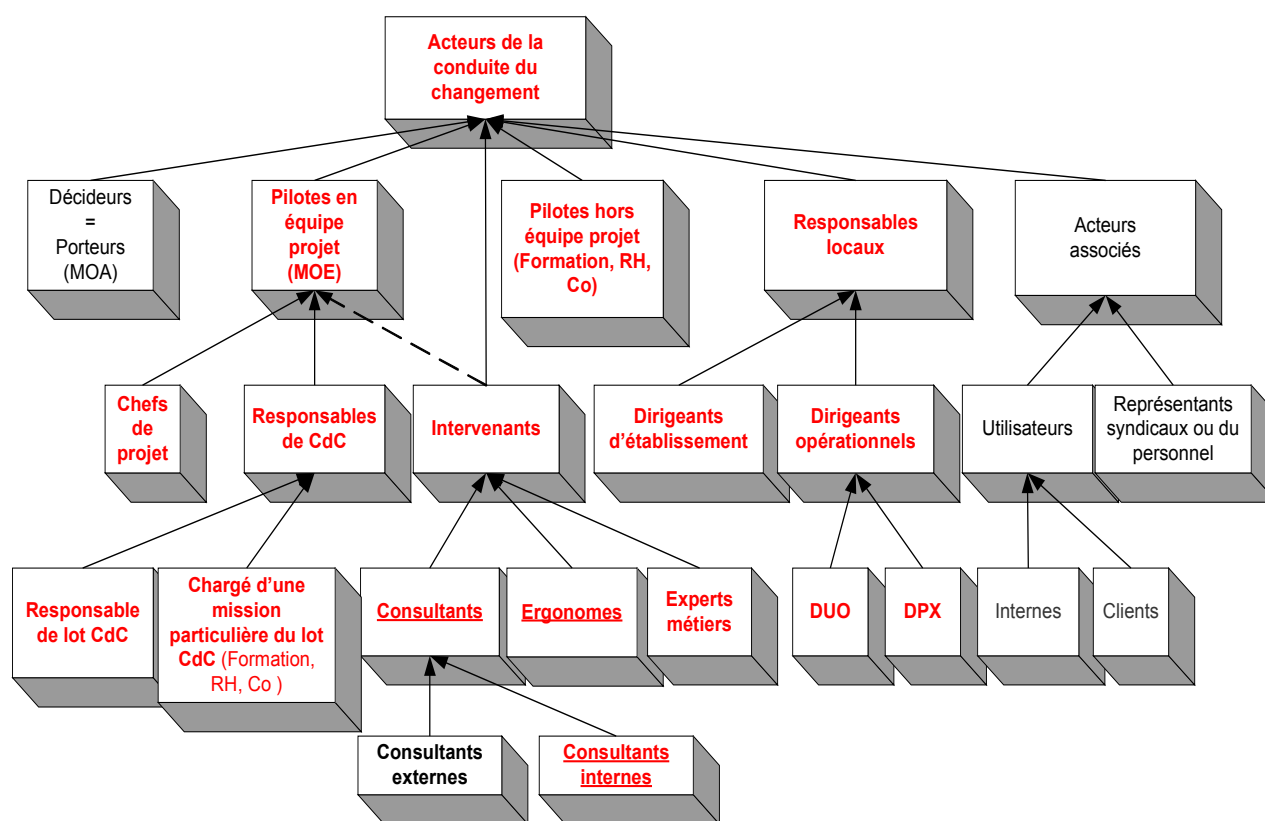 Acteurs de la
conduite du
changement
Décideurs
=
Porteurs
(MOA)
Pilotes en
équipe
projet
(MOE)
Pilotes hors
équipe projet
(Formation, RH,
Co)
Responsables
locaux
Acteurs
associés
Chefs
de
projet
Responsables
de CdC
Intervenants
Dirigeants
d’établissement
Dirigeants
opérationnels
Utilisateurs
Représentants
syndicaux ou du
personnel
Responsable
de lot CdC
Chargé d’une
mission
particulière du lot
CdC (Formation,
RH, Co )
Consultants
Ergonomes
Experts
métiers
DUO
DPX
Internes
Clients
Consultants
externes
Consultants
internes